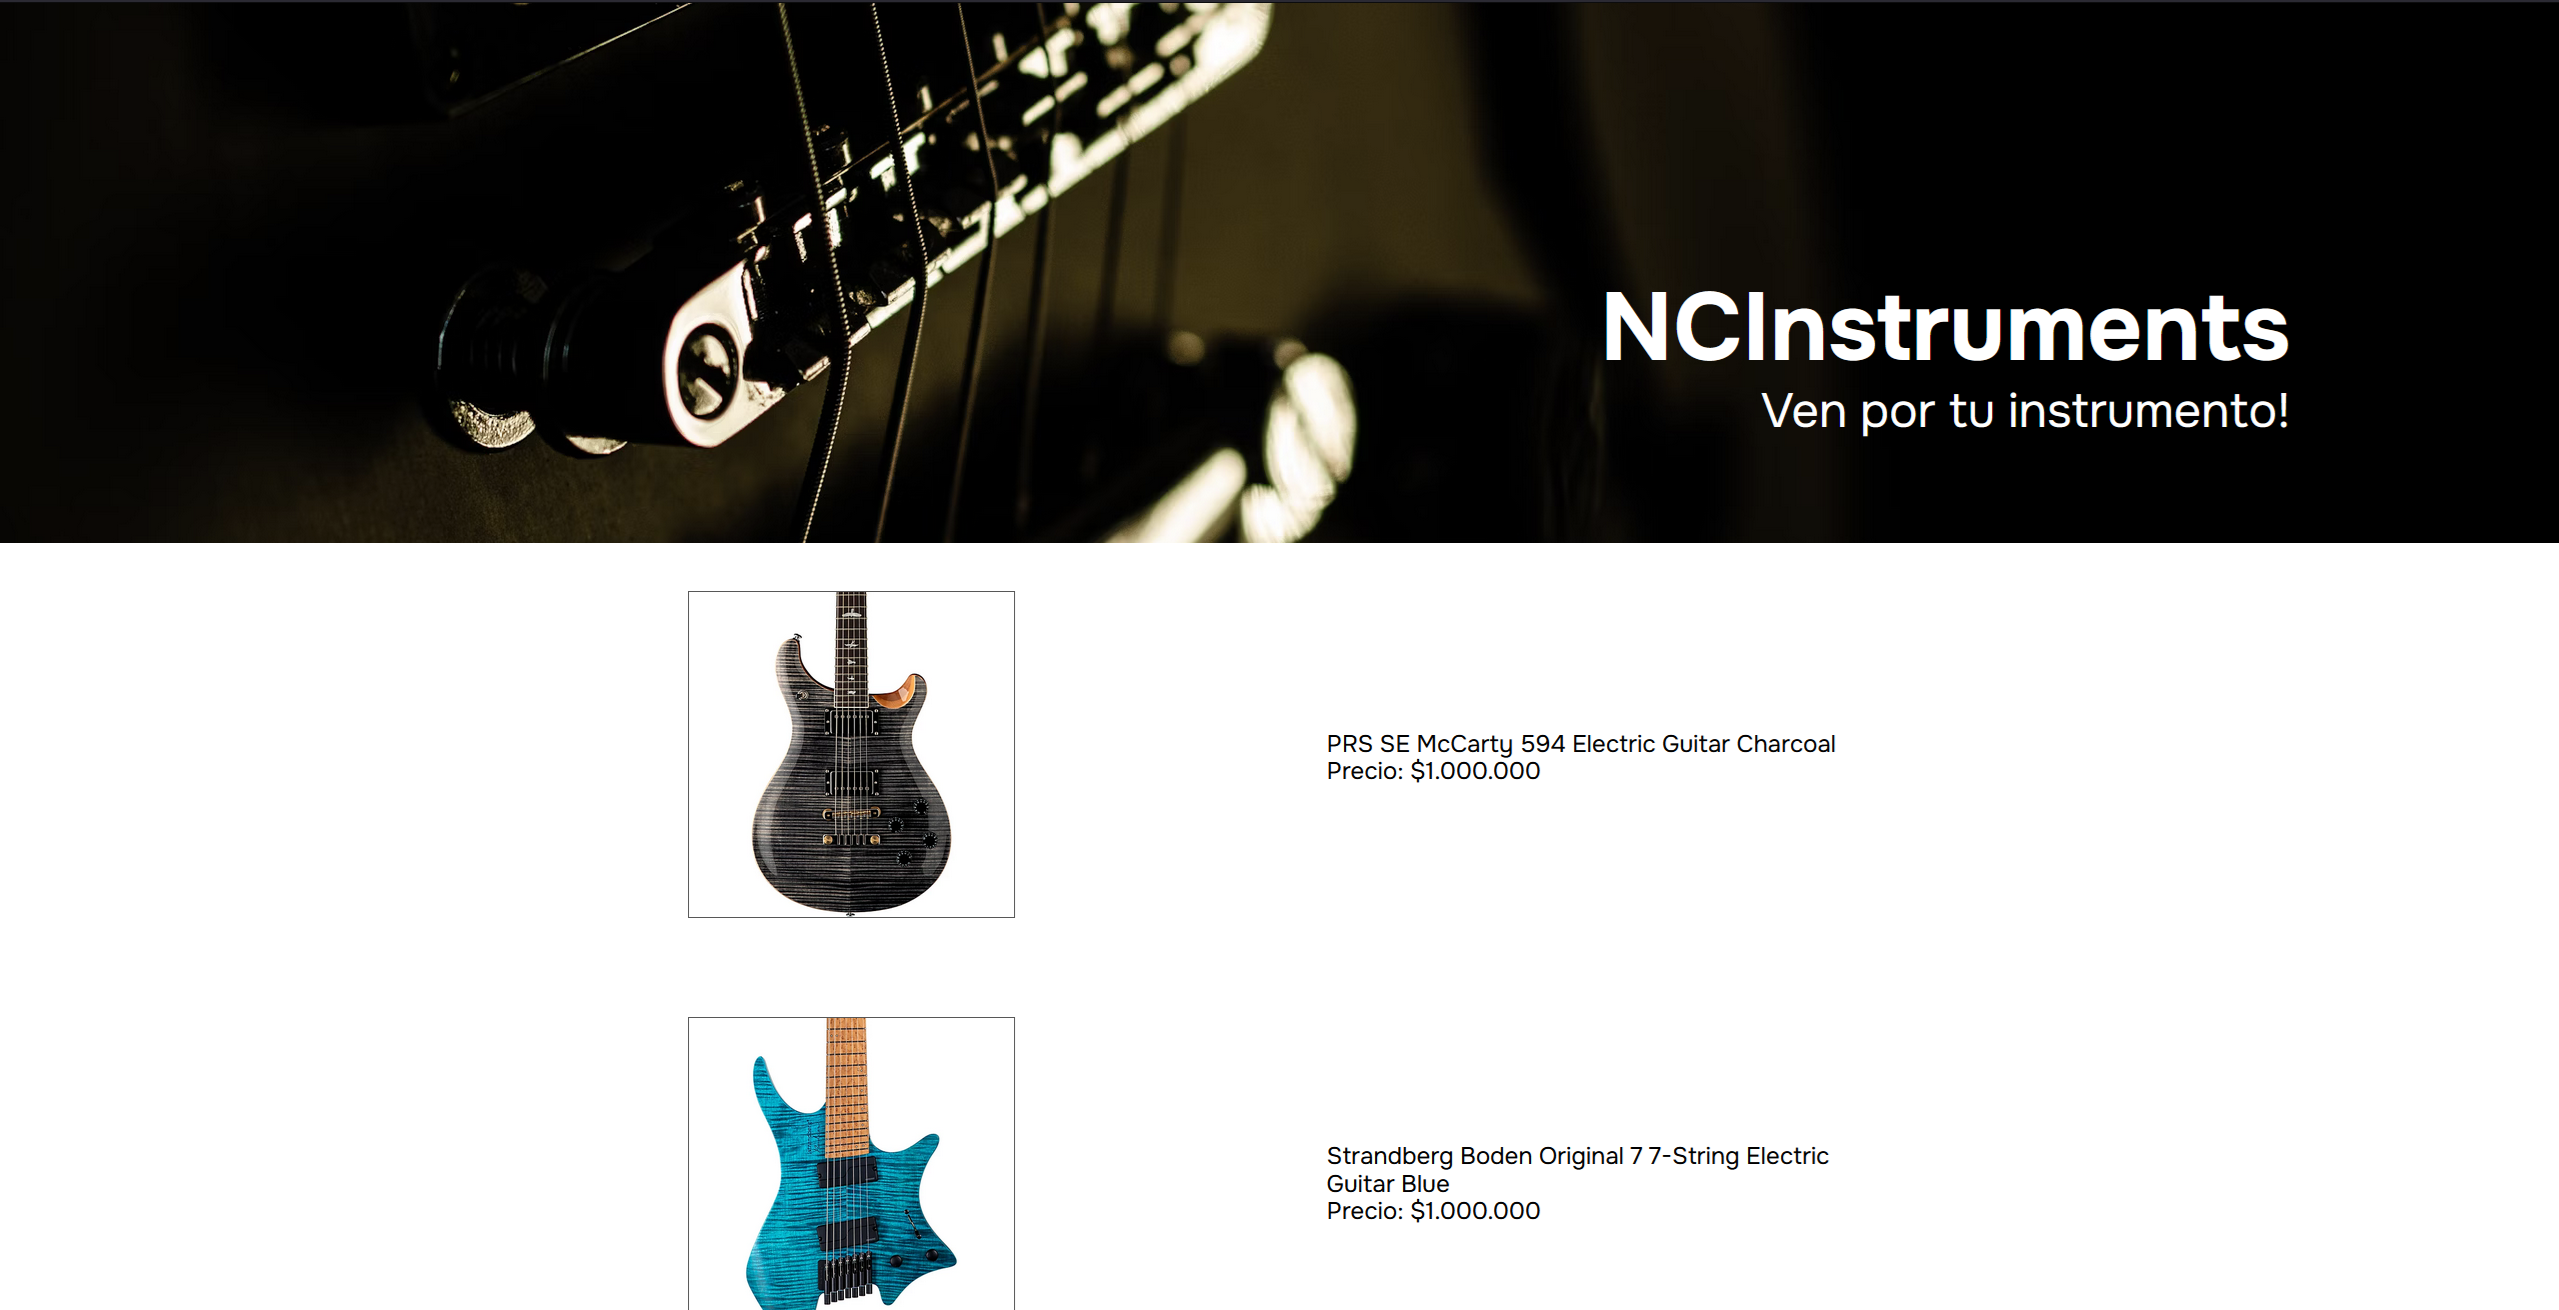 NCInstruments
Ven por tu instrumento!
PRS SE McCarty 594 Electric Guitar Charcoal
Precio: $1.000.000
Strandberg Boden Original 7 7-String Electric
Guitar Blue
Precio: $1.000.000